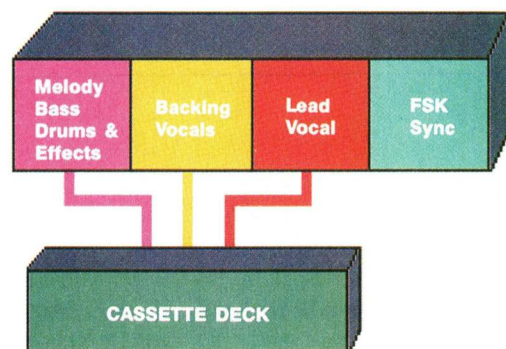 Melody
Bass
Drums &
Effects
Backing
Vocals
Lead
Vocal
FSK
Sync
CASSETTE DECK